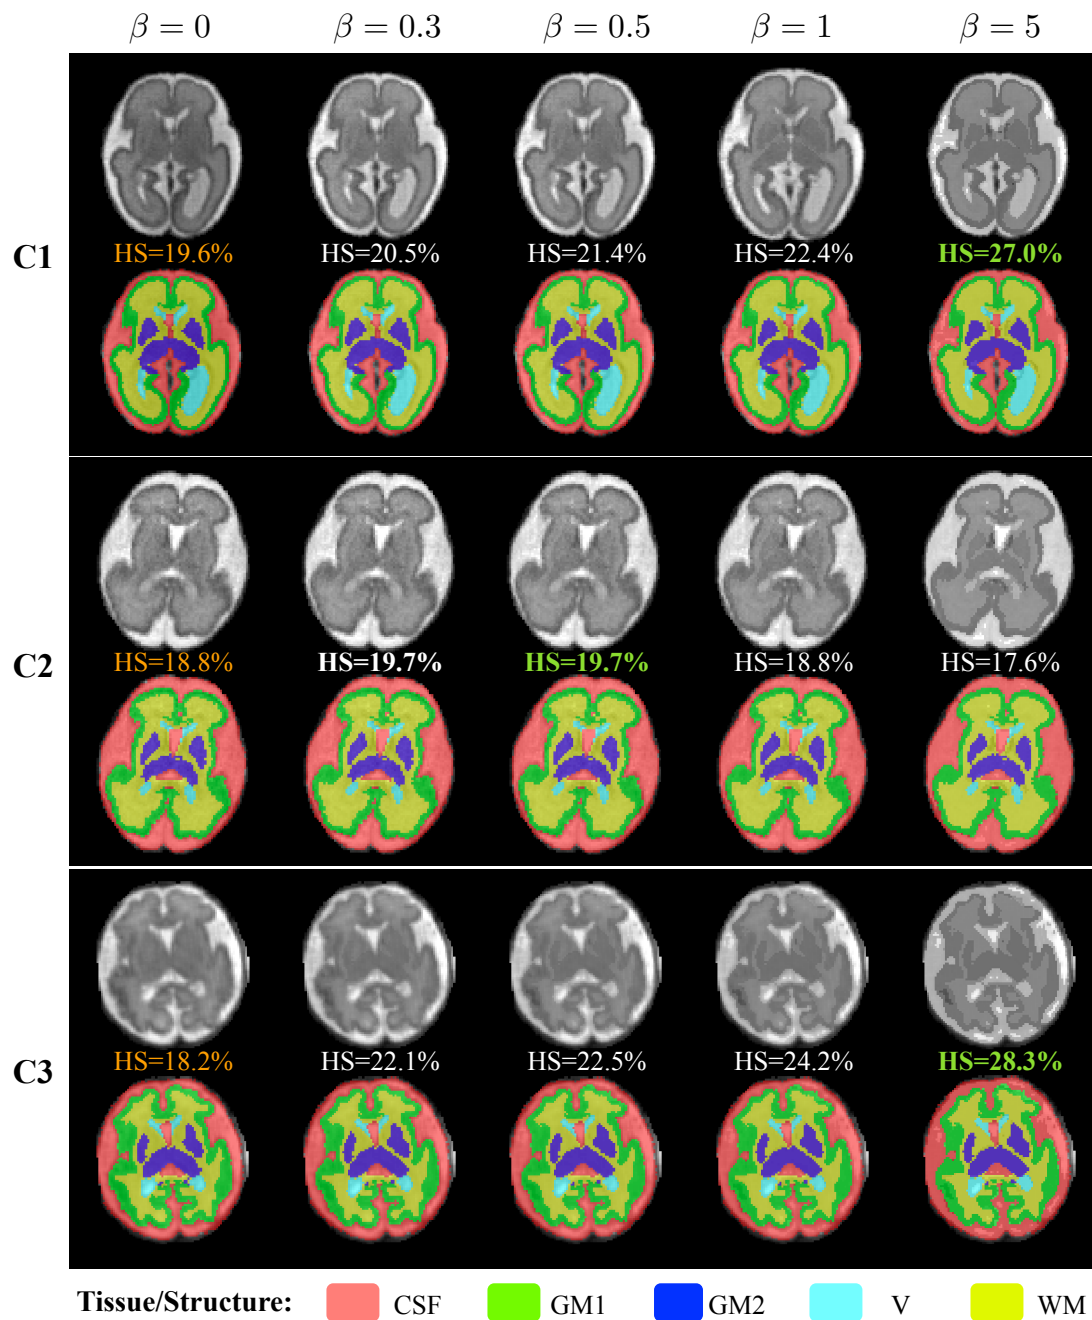 β = 0 β = 0.3 β = 0.5 β = 1 β = 5
C1
HS=19.6% HS=20.5% HS=21.4% HS=22.4% HS=27.0%
C2
HS=18.8% HS=19.7% HS=19.7% HS=18.8% HS=17.6%
C3
HS=18.2% HS=22.1% HS=22.5% HS=24.2% HS=28.3%
Tissue/Structure: CSF GM1 GM2 V WM